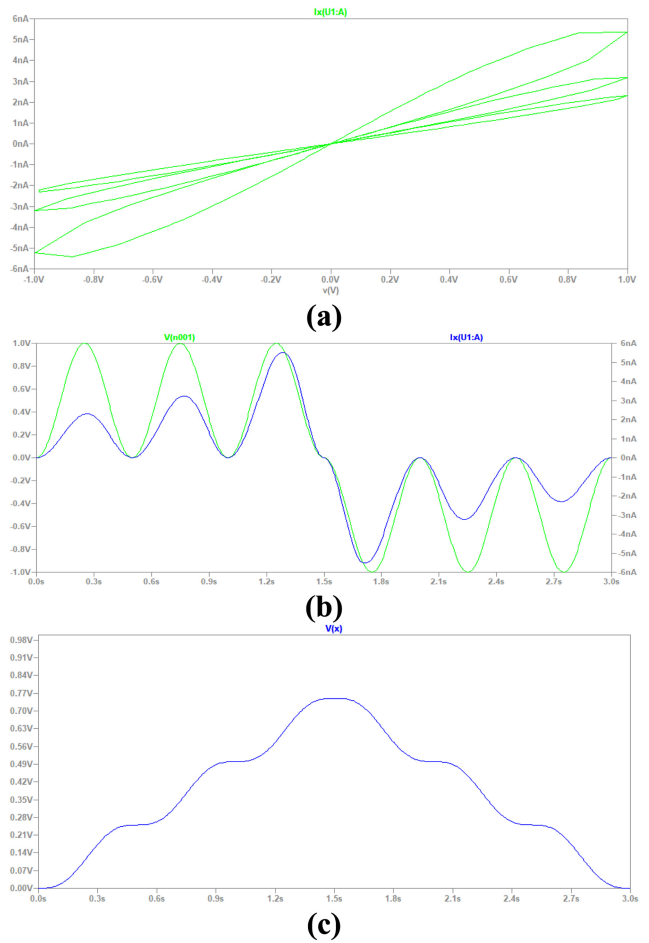 Ix(U1:A)
6nA
5nA
4nA
3nA
2nA
1nA
0nA
-1nA
-2nA
-3nA
-4nA
-5nA
-6nA
-1.0V -0.8V -0.6V -0.4V -0.2V 0.0V 0.2V 0.4V 0.6V 0.8V 1.0V
v(V)
(a)
V(n001) Ix(U1:A)
1.0V 6nA
0.8V 5nA
4nA
0.6V 3nA
0.4V 2nA
0.2V 1nA
0.0V 0nA
-0.2V -1nA
-0.4V -2nA
-0.6V -3nA
-4nA
-0.8V -5nA
-1.0V -6nA
0.0s 0.3s 0.6s 0.9s 1.2s 1.5s 1.8s 2.1s 2.4s 2.7s 3.0s
(b)
V(x)
0.98V
0.91V
0.84V
0.77V
0.70V
0.63V
0.56V
0.49V
0.42V
0.35V
0.28V
0.21V
0.14V
0.07V
0.00V
0.0s 0.3s 0.6s 0.9s 1.2s 1.5s 1.8s 2.1s 2.4s 2.7s 3.0s
(c)